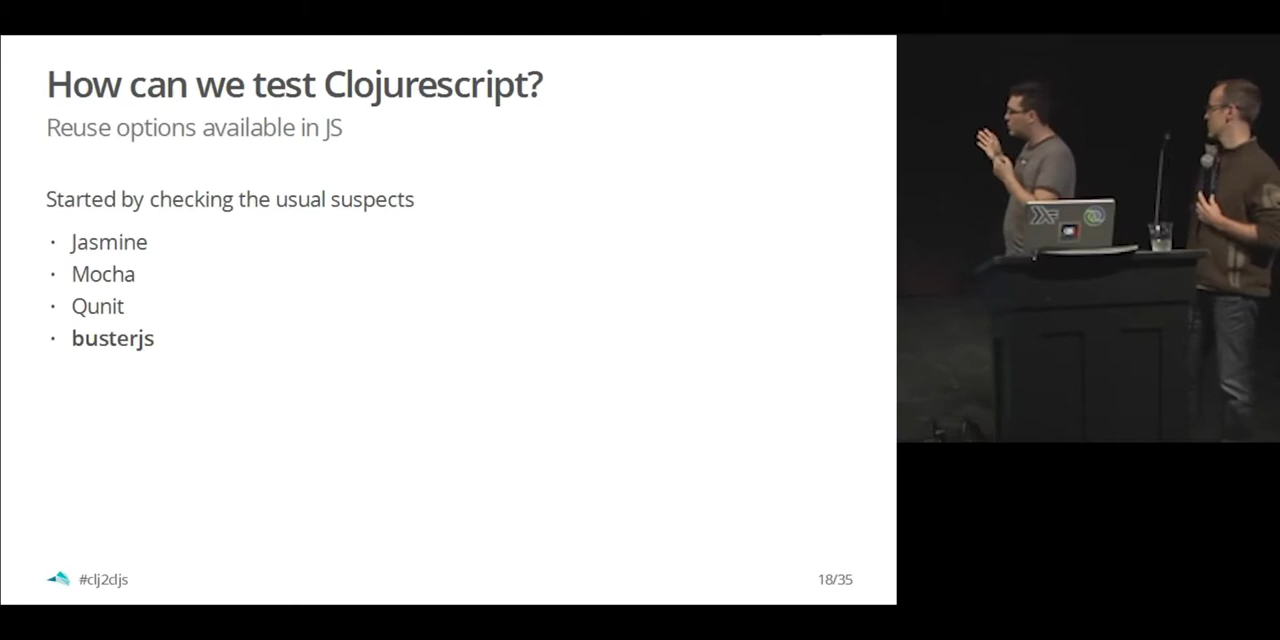 How can we test Clojurescript?
Reuse options available in JS
Started by checking the usual suspects
· Jasmine
· Mocha
· Qunit
· busterjs
#clj2cljs
18/35